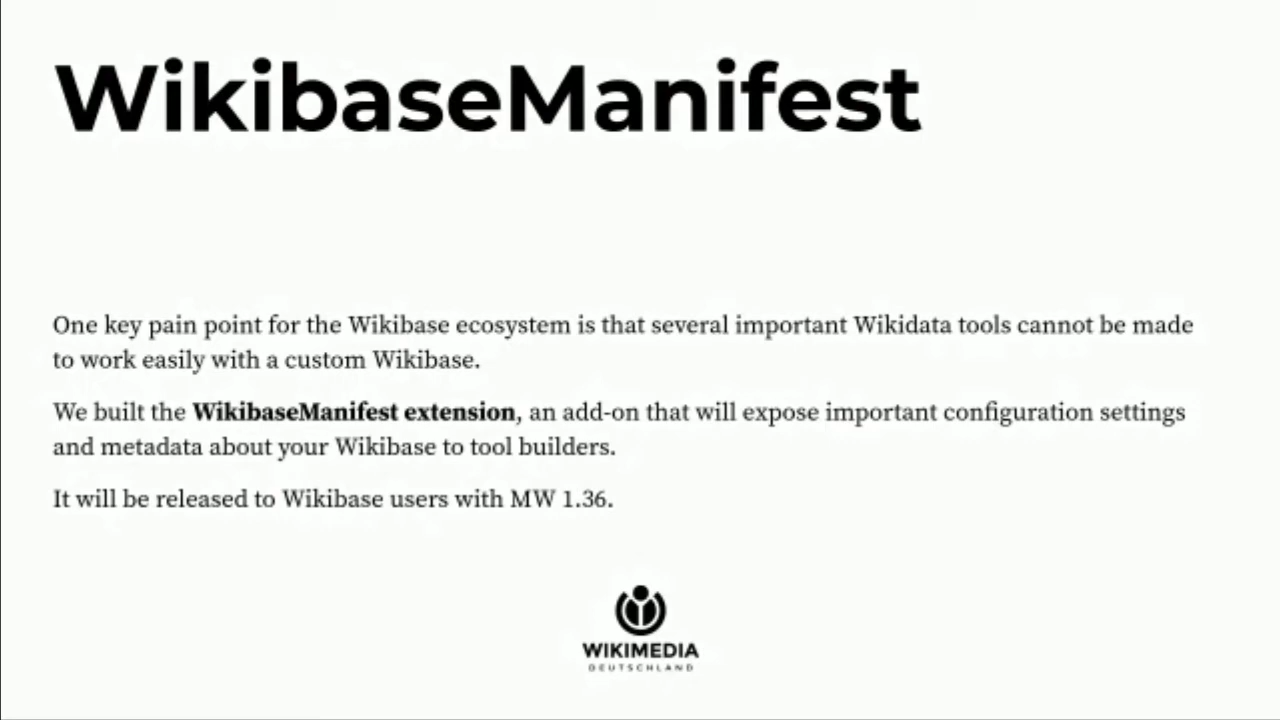 WikibaseManifest
One key pain point for the Wikibase ecosystem is that several important Wikidata tools cannot be made
to work easily with a custom Wikibase.
We built the WikibaseManifest extension, an add-on that will expose important configuration settings
and metadata about your Wikibase to tool builders.
It will be released to Wikibase users with MW 1.36.
WIKIMEDIA
DEUTSCHLAND